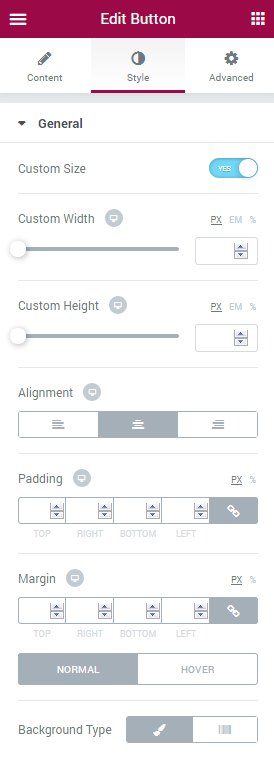 Edit Button
Content Style Advanced
General
Custom Size YES
Custom Width PX EM %
Custom Height PX EM %
Alignment
Padding PX %
TOP RIGHT BOTTOM LEFT
Margin PX %
TOP RIGHT BOTTOM LEFT
NORMAL HOVER
Background Type